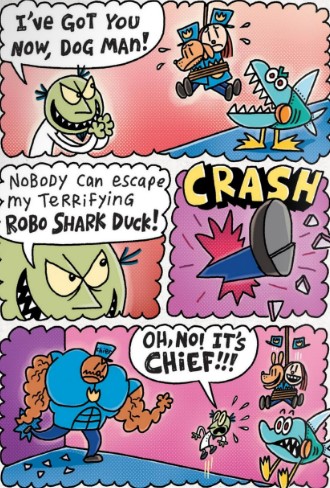 I'VE GOT YOU
NOW, DOG MAN!
NOBODY CAN ESCAPE
MY TERRIFYING
ROBO SHARK DUCK!
CRASH
OH, NO! IT'S
CHIEF!!!